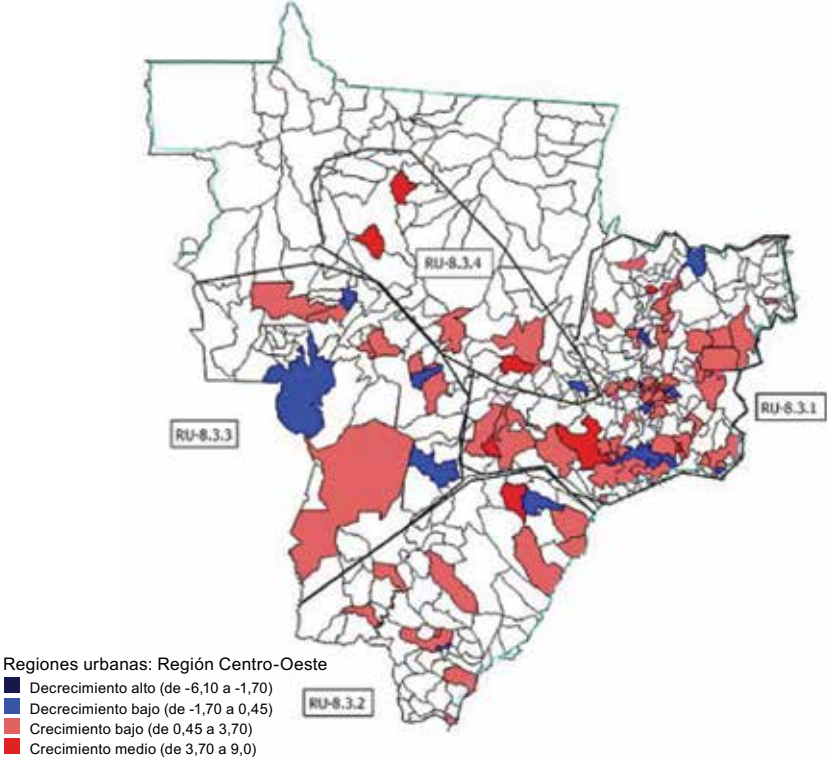 RU-8.3.4
RU-8.3.1
RU-8.3.3
Regiones urbanas: Región Centro-Oeste
Decrecimiento alto (de -6,10 a -1,70)
Decrecimiento bajo (de -1,70 a 0,45)
Crecimiento bajo (de 0,45 a 3,70)
Crecimiento medio (de 3,70 a 9,0)
RU-8.3.2